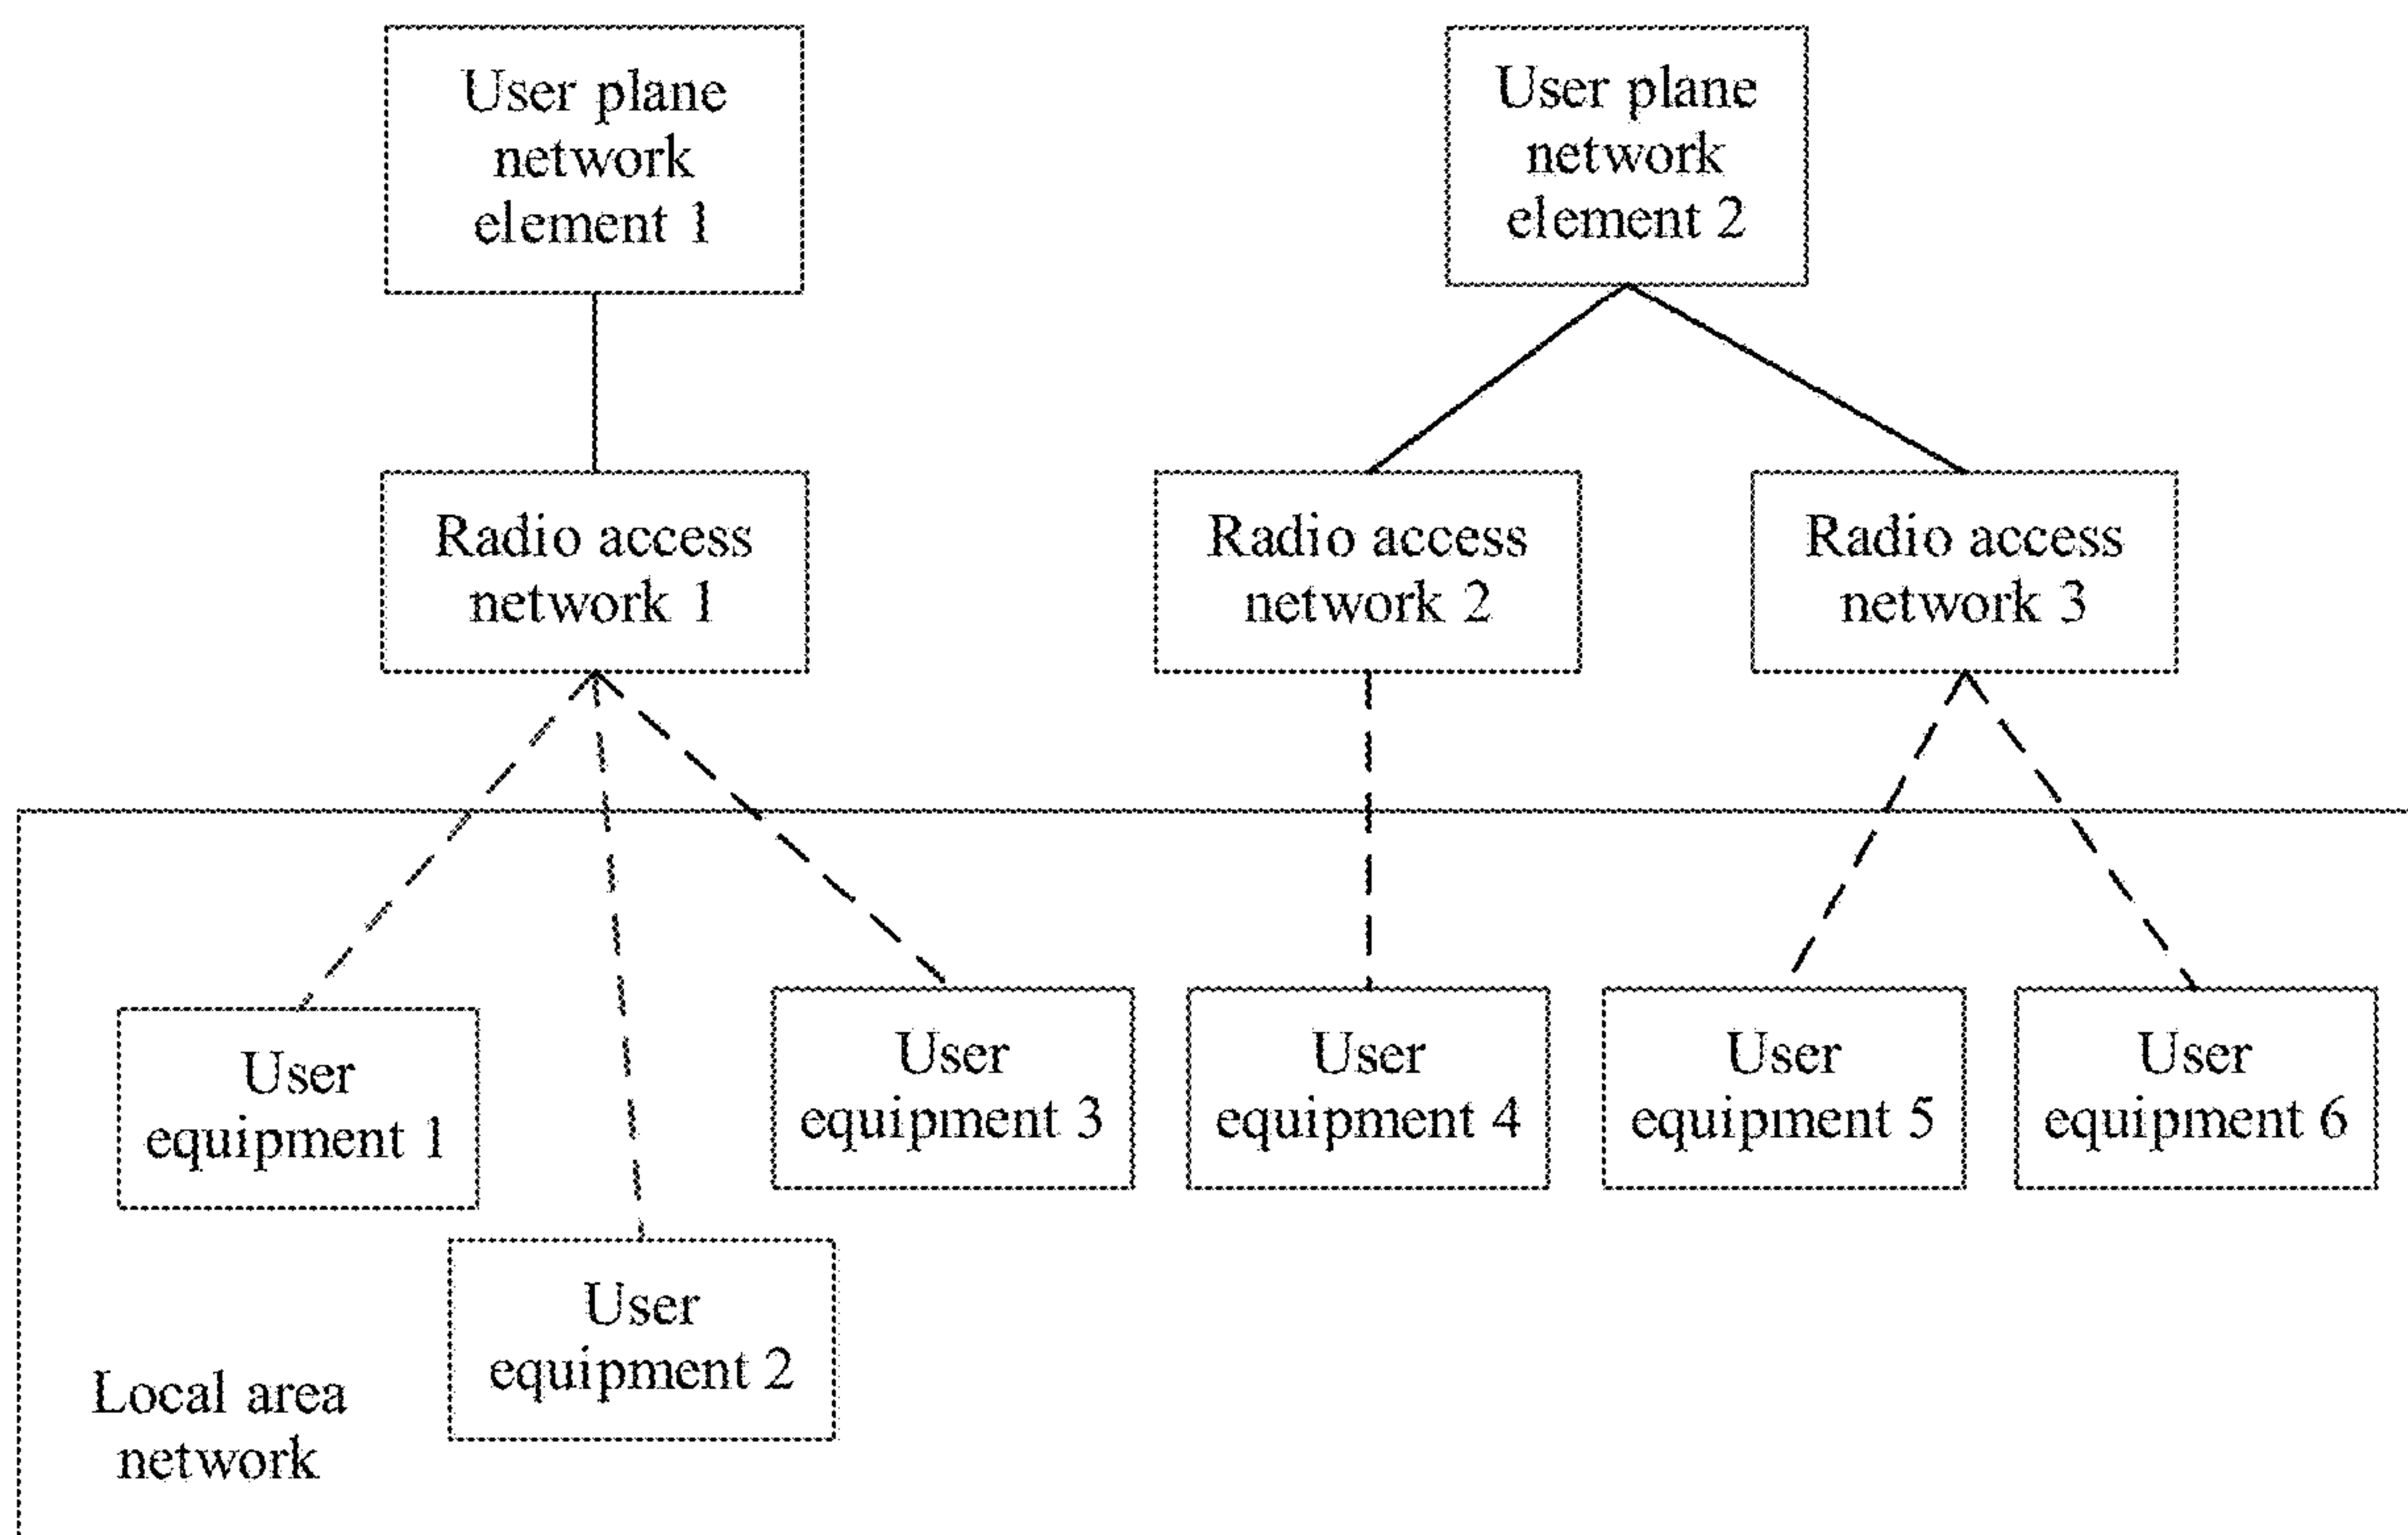 User plane
network
element 1
User plane
network
element 2
Radio access
network 1
Radio access
network 2
Radio access
network 3
User
equipment 1
User
equipment 2
User
equipment 3
User
equipment 4
User
equipment 5
User
equipment 6
Local area
network